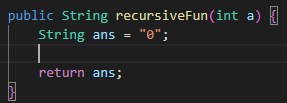 public String recursiveFun(int a) {
    String ans = "0";

    return ans;
}